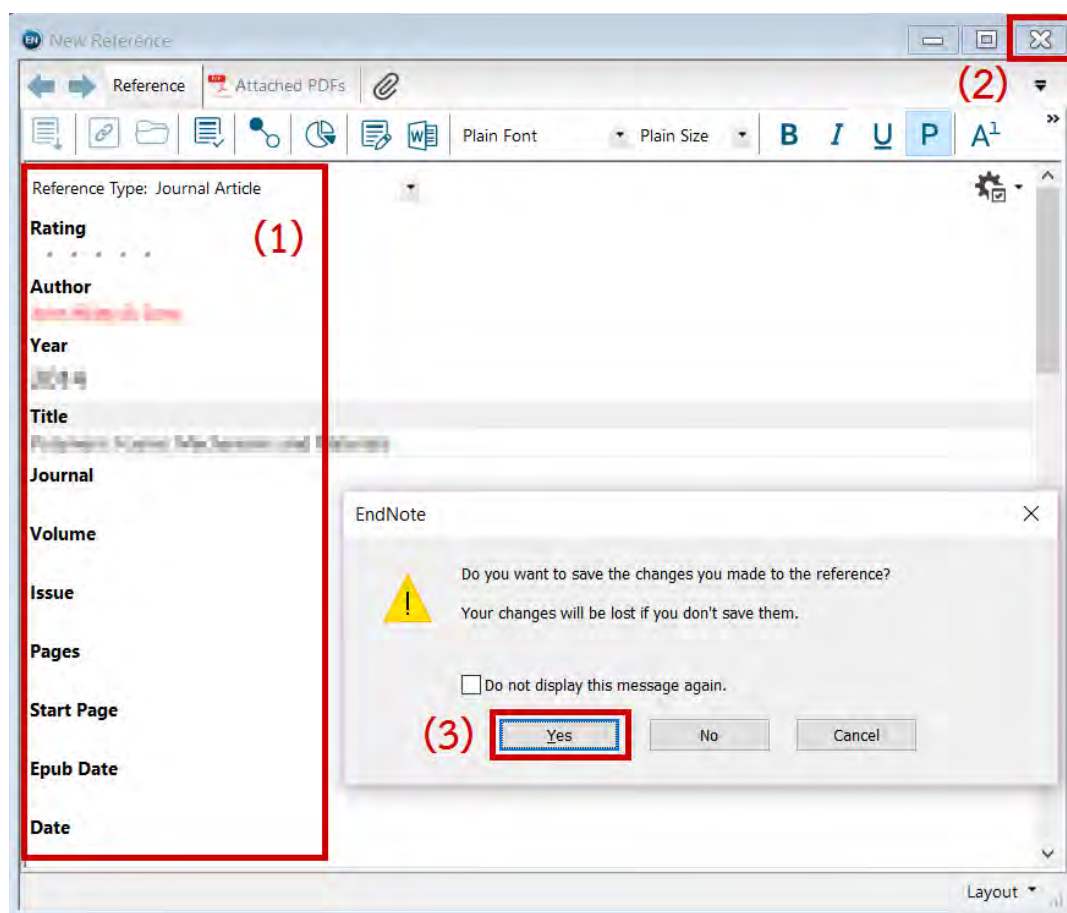 EN New Reference
(2)
Reference Attached PDFs
Plain Font Plain Size B I U P A1 »
Reference Type: Journal Article
Rating
(1)
Author
Year
Title
Journal
Volume
Issue
Pages
Start Page
Epub Date
Date
EndNote
Do you want to save the changes you made to the reference?
!
Your changes will be lost if you don't save them.
Do not display this message again.
(3) Yes No Cancel
Layout